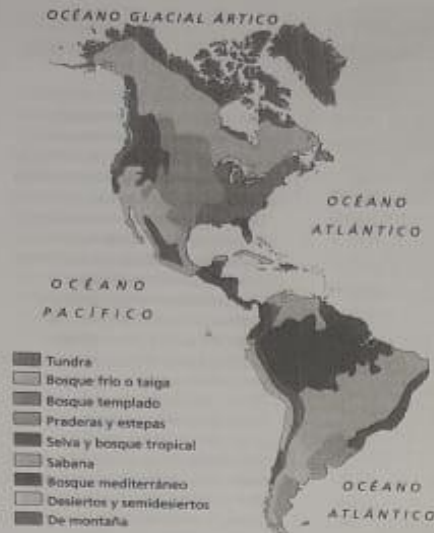 OCÉANO GLACIAL ÁRTICO
OCÉANO
ATLÁNTICO
OCÉANO
PACÍFICO
Tundra
Bosque frío o taiga
Bosque templado
Praderas y estepas
Selva y bosque tropical
Sabana
Bosque mediterráneo
Desiertos y semidesiertos
De montaña
OCÉANO
ATLÁNTICO